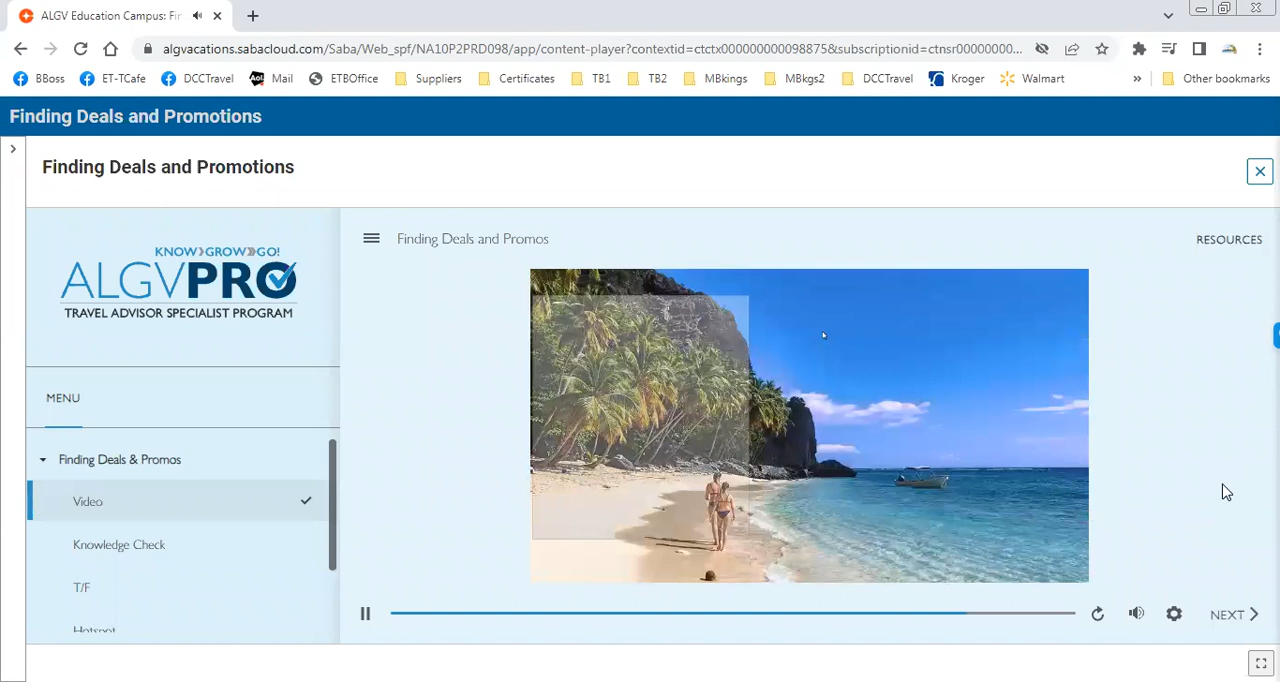 ALGV Education Campus: Fir
algvacations.sabacloud.com/Saba/Web_spf/NA10P2PRD098/app/content-player?contextid=ctctx000000000098875&subscriptionid=ctnsr00000000...
BBoss
ET-TCafe
DCCTravel
Aol.
Mail
ETBOffice
Suppliers
Certificates
TB1
TB2
MBkings
MBkgs2
DCCTravel
Kroger
Walmart
»
Other bookmarks
Finding Deals and Promotions
Finding Deals and Promotions
KNOW GROW GO!
ALGVPRO
TRAVEL ADVISOR SPECIALIST PROGRAM
MENU
Finding Deals & Promos
Video
Knowledge Check
T/F
Hotspot
Finding Deals and Promos
RESOURCES
NEXT